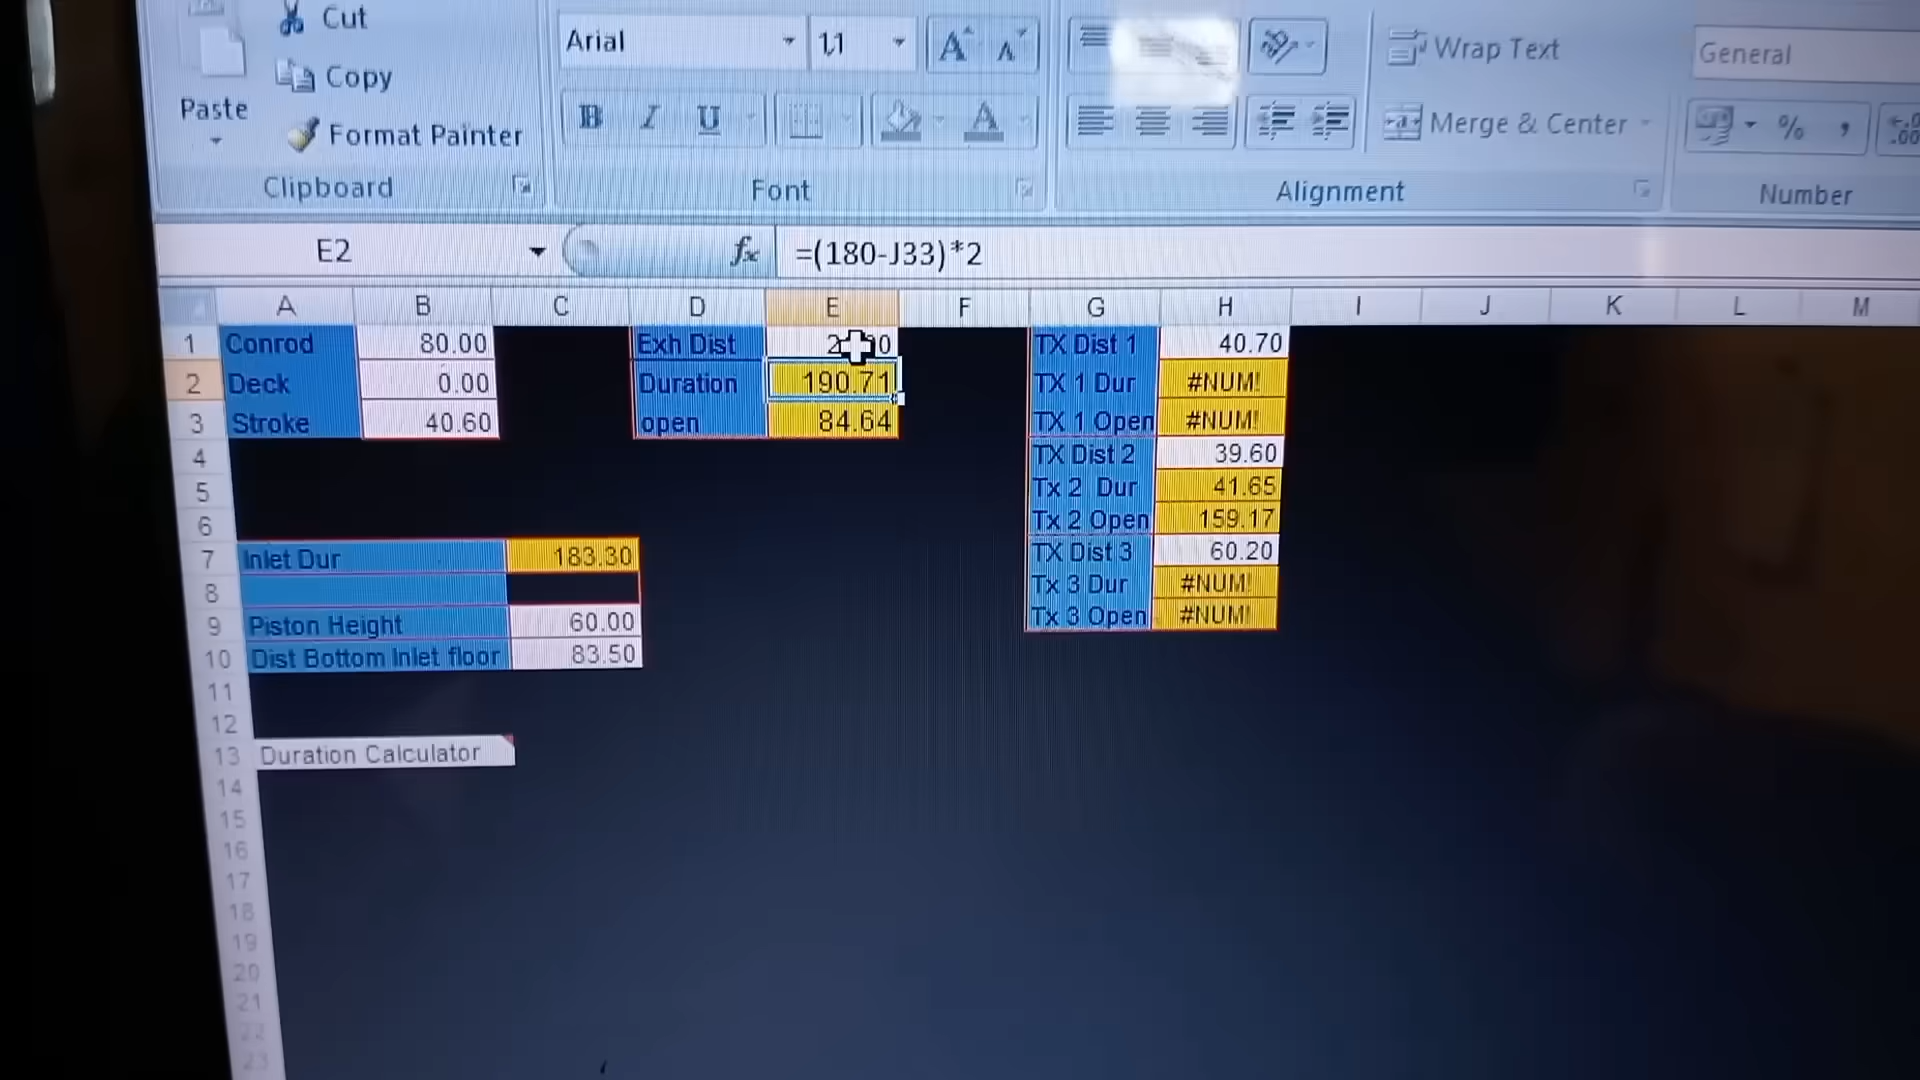 Cut
Copy
Paste
Format Painter
Clipboard
Arial
11
A A
B I U
A
Font
Wrap Text
Merge & Center
Alignment
General
% ,
Number
E2
fx =(180-J33)*2
A B C D E F G H I J K L M
1 Conrod 80.00 Exh Dist TX Dist 1 40.70
2 Deck 0.00 Duration 190.71 TX 1 Dur #NUM!
3 Stroke 40.60 open 84.64 TX 1 Open #NUM!
4 TX Dist 2 39.60
5 Tx 2 Dur 41.65
6 Tx 2 Open 159.17
7 Inlet Dur 183.30 TX Dist 3 60.20
8 Tx 3 Dur #NUM!
9 Piston Height 60.00 Tx 3 Open #NUM!
10 Dist Bottom Inlet floor 83.50
11
12
13 Duration Calculator
14
15
16
17
18
19
20
21
22
23